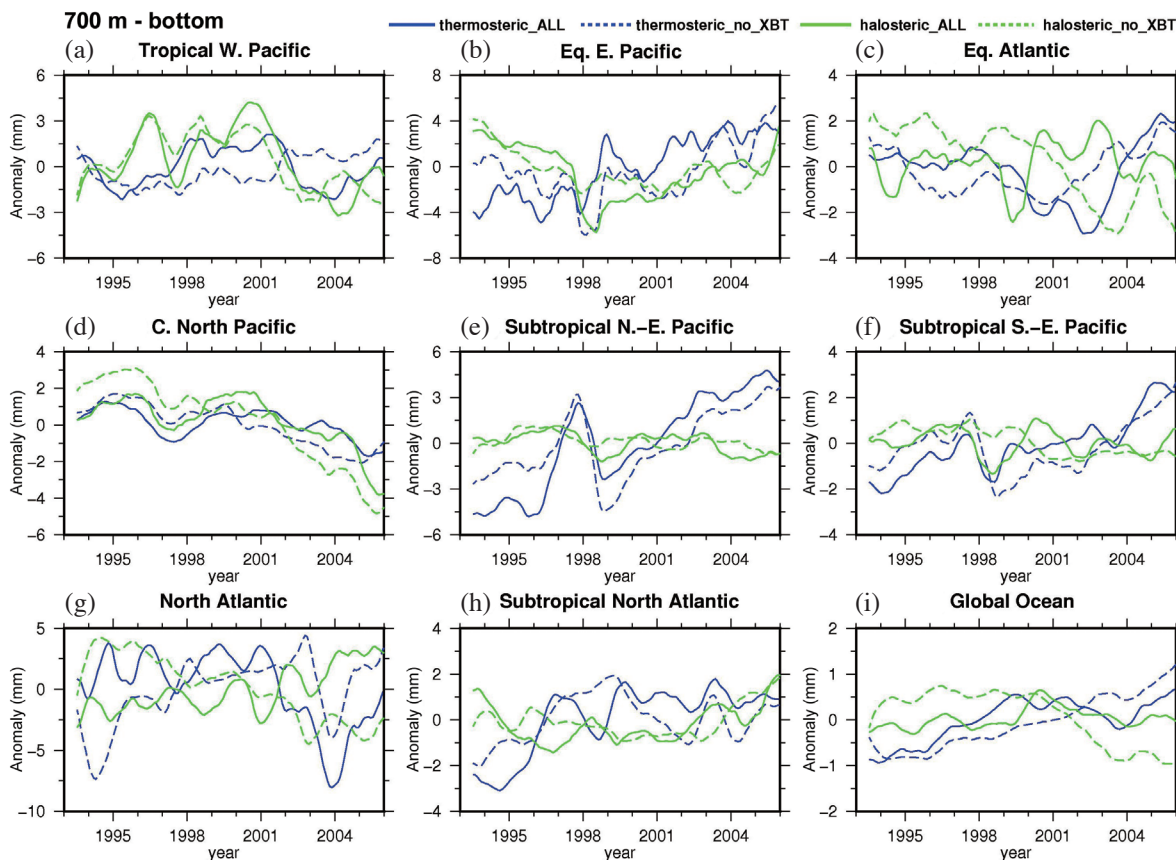 700 m - bottom
thermosteric_ALL thermosteric_no_XBT halosteric_ALL halosteric_no_XBT
(a) Tropical W. Pacific
(b) Eq. E. Pacific
(c) Eq. Atlantic
6 3 0 −3 −6
Anomaly (mm)
1995 1998 2001 2004
year
8 4 0 −4 −8
Anomaly (mm)
1995 1998 2001 2004
year
4 2 0 −2 −4
Anomaly (mm)
1995 1998 2001 2004
year
(d) C. North Pacific
(e) Subtropical N.−E. Pacific
(f) Subtropical S.−E. Pacific
4 2 0 −2 −4 −6
Anomaly (mm)
1995 1998 2001 2004
year
6 3 0 −3 −6
Anomaly (mm)
1995 1998 2001 2004
year
4 2 0 −2 −4
Anomaly (mm)
1995 1998 2001 2004
year
(g) North Atlantic
(h) Subtropical North Atlantic
(i) Global Ocean
5 0 −5 −10
Anomaly (mm)
1995 1998 2001 2004
year
4 2 0 −2 −4
Anomaly (mm)
1995 1998 2001 2004
year
2 1 0 −1 −2
Anomaly (mm)
1995 1998 2001 2004
year